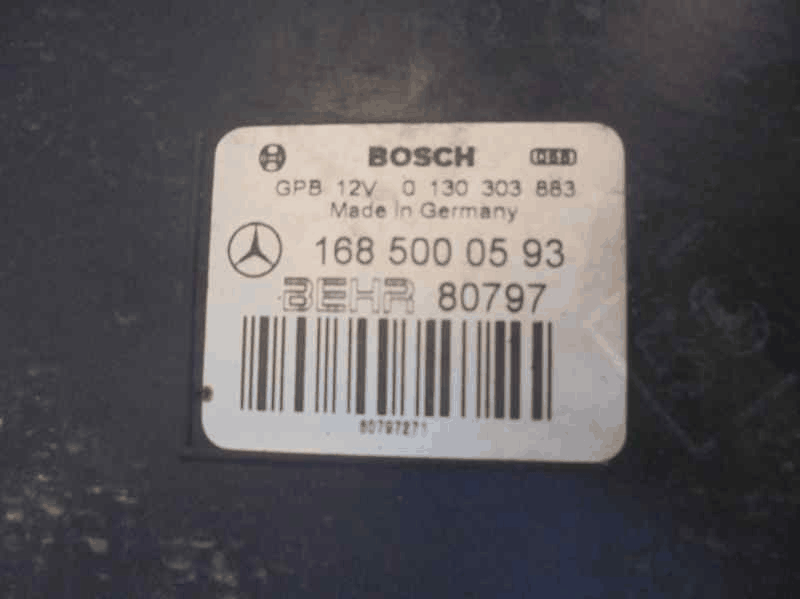 BOSCH
GPB 12V 0 130 303 883
Made in Germany
168 500 05 93
BEHR 80797
80797271